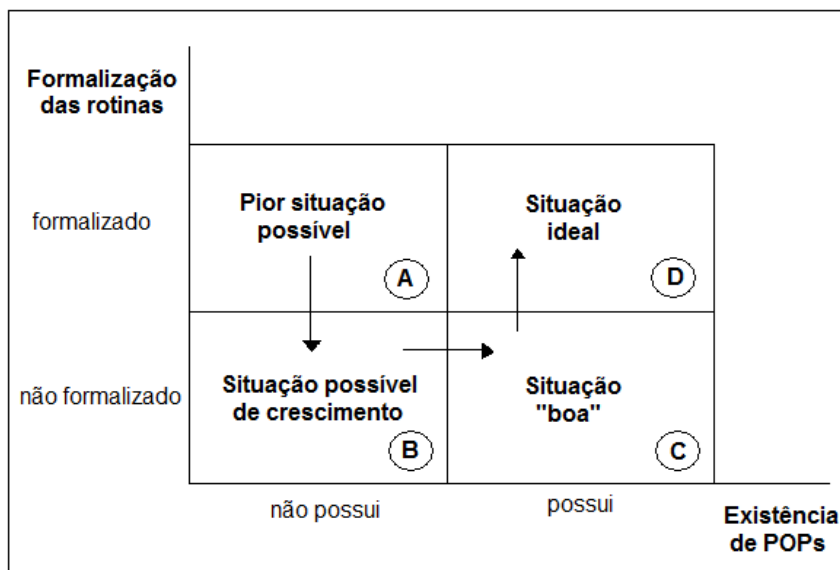 Formalização
das rotinas
formalizado
Pior situação
possível
A
Situação
ideal
D
não formalizado
Situação possível
de crescimento
B
Situação
"boa"
C
não possui
possui
Existência
de POPs